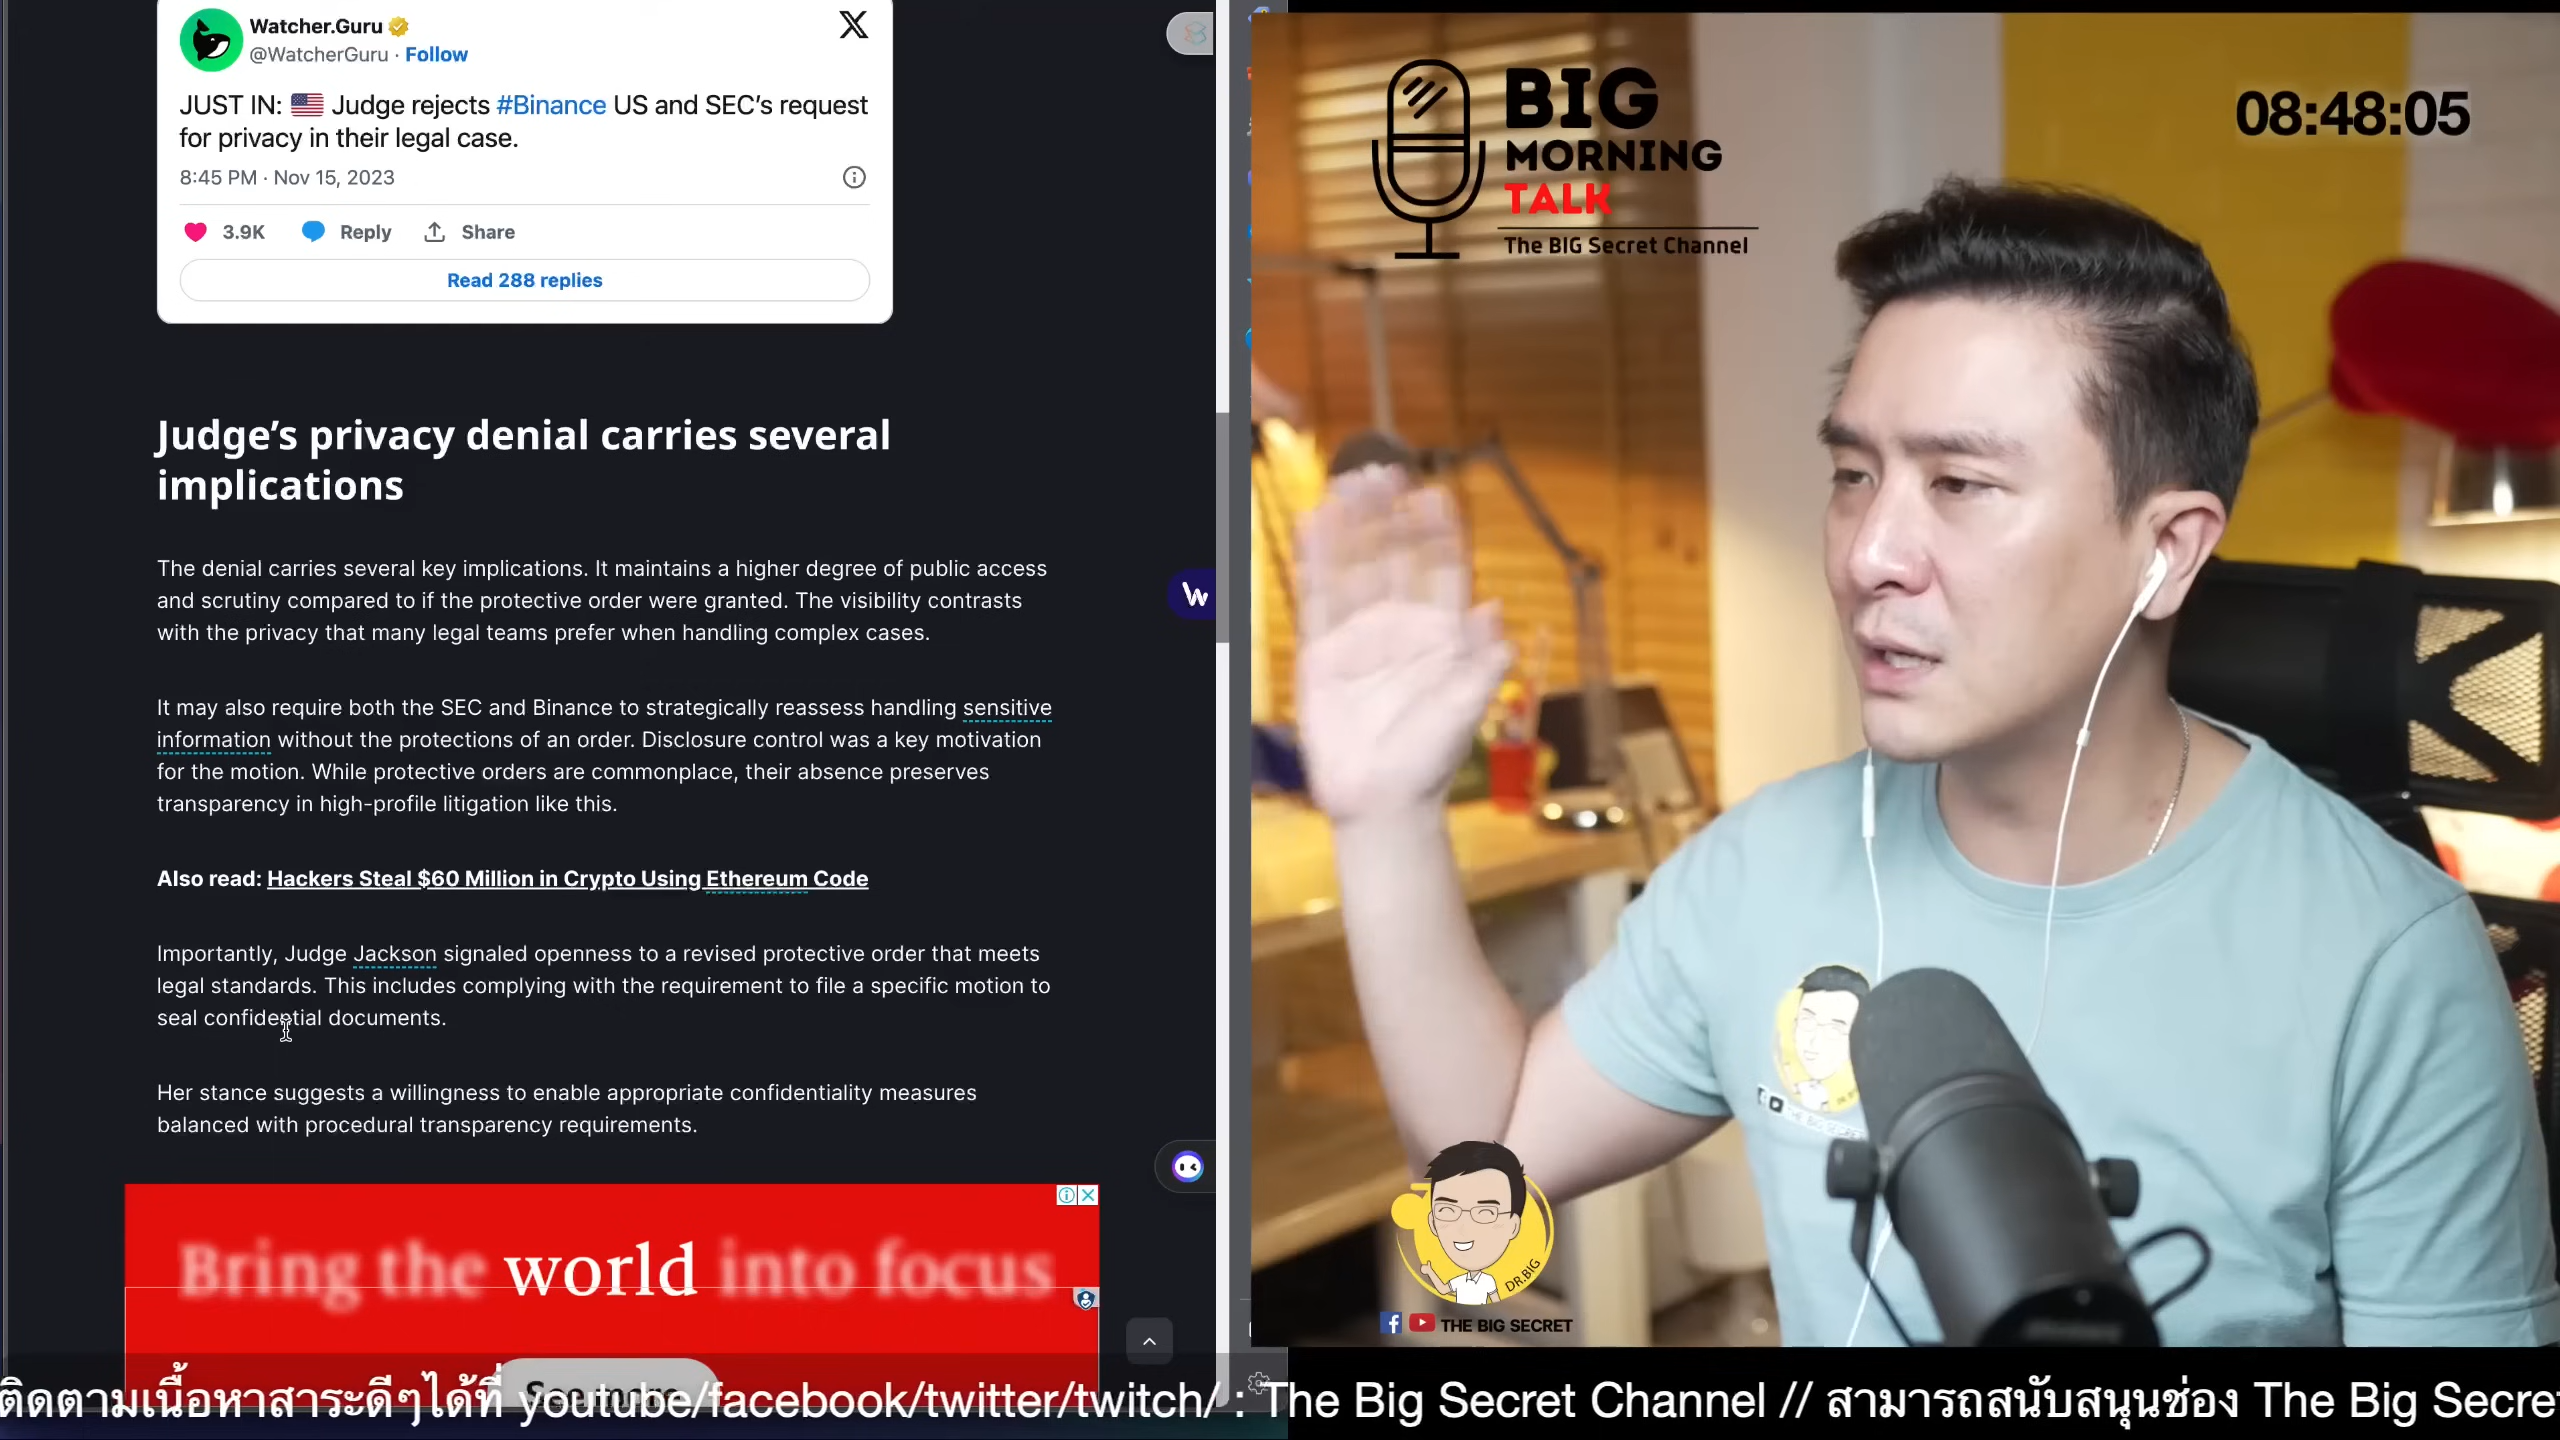 Watcher.Guru
@WatcherGuru · Follow
JUST IN: 🇺🇸 Judge rejects #Binance US and SEC’s request
for privacy in their legal case.
8:45 PM · Nov 15, 2023
3.9K Reply Share
Read 288 replies
Judge’s privacy denial carries several
implications
The denial carries several key implications. It maintains a higher degree of public access
and scrutiny compared to if the protective order were granted. The visibility contrasts
with the privacy that many legal teams prefer when handling complex cases.
It may also require both the SEC and Binance to strategically reassess handling sensitive
information without the protections of an order. Disclosure control was a key motivation
for the motion. While protective orders are commonplace, their absence preserves
transparency in high-profile litigation like this.
Also read: Hackers Steal $60 Million in Crypto Using Ethereum Code
Importantly, Judge Jackson signaled openness to a revised protective order that meets
legal standards. This includes complying with the requirement to file a specific motion to
seal confidential documents.
Her stance suggests a willingness to enable appropriate confidentiality measures
balanced with procedural transparency requirements.
Bring the world into focus
See more
BIG
MORNING
TALK
The BIG Secret Channel
08:48:05
DR.BIG
THE BIG SECRET
ติดตามเนื้อหาสาระดีๆได้ที่ youtube/facebook/twitter/twitch/ : The Big Secret Channel // สามารถสนับสนุนช่อง The Big Secre